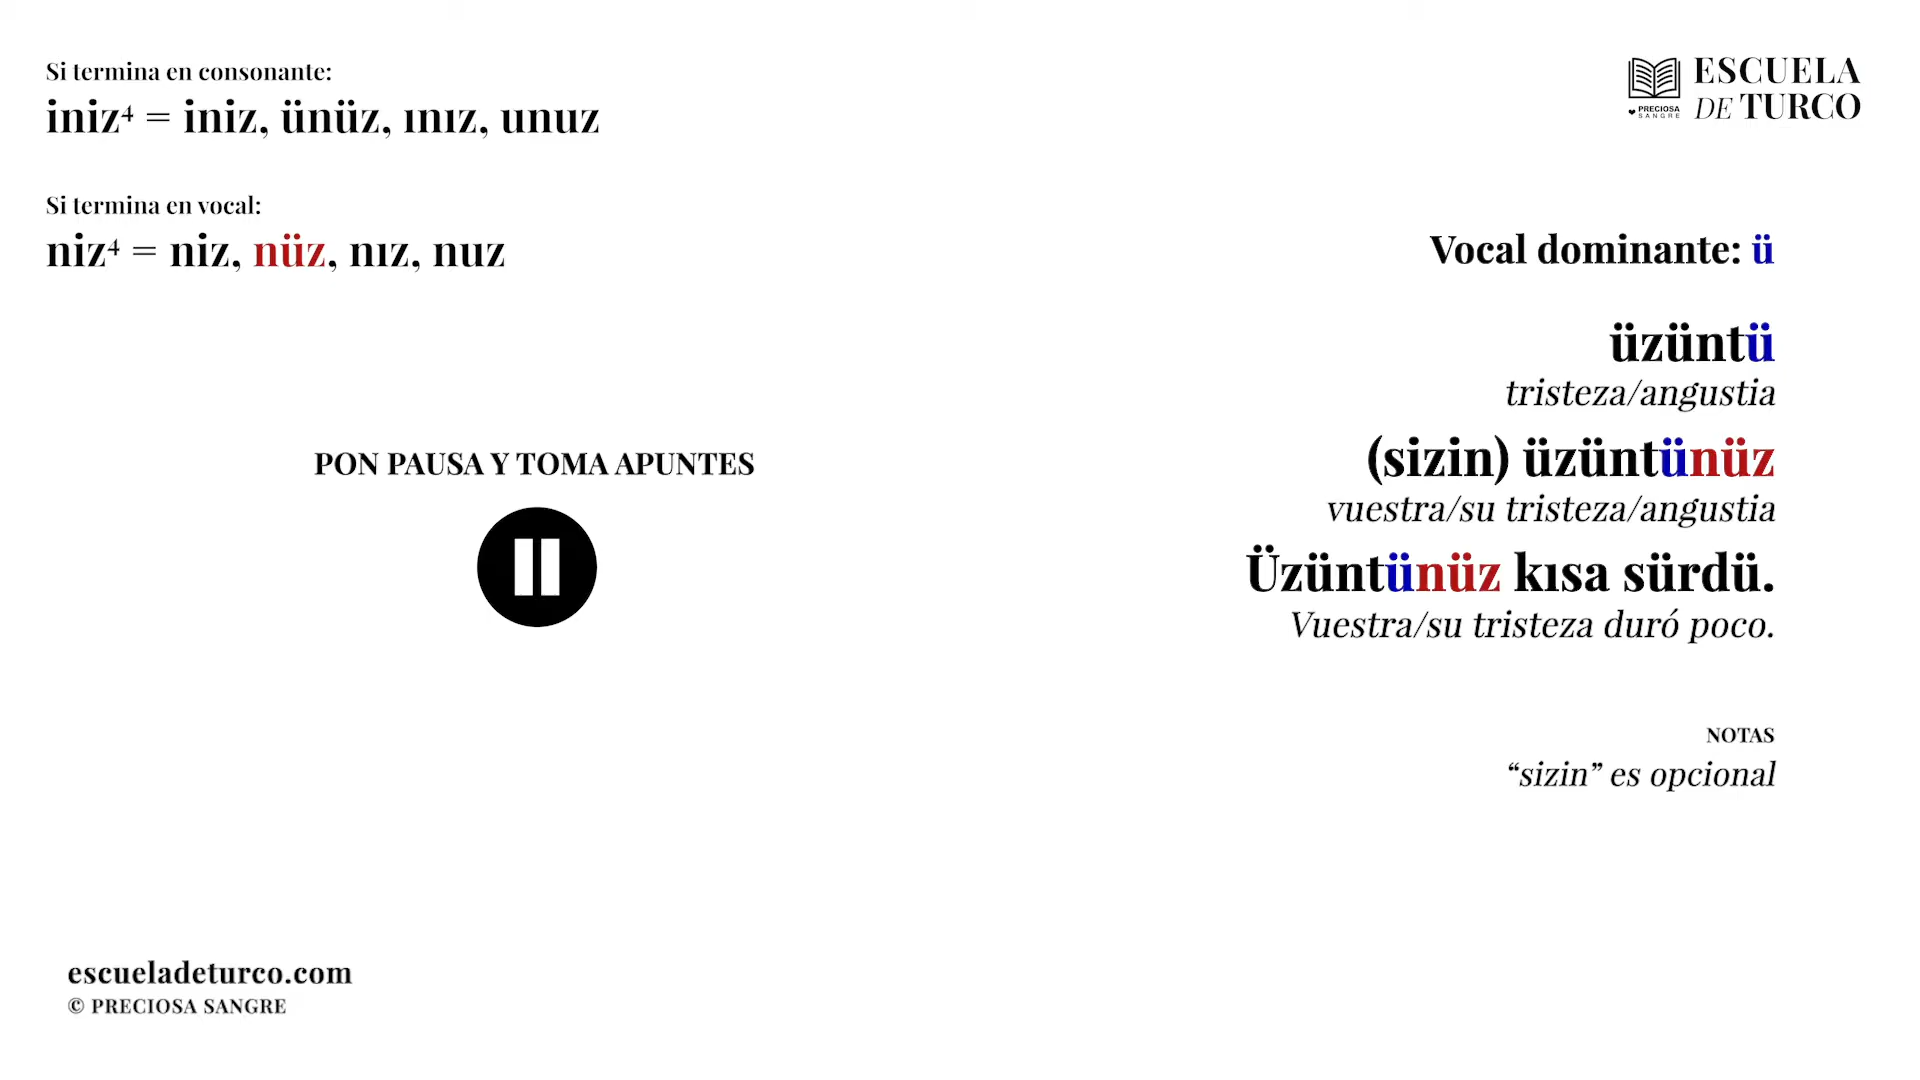 Si termina en consonante:
iniz⁴ = iniz, ünüz, ınız, unuz
Si termina en vocal:
niz⁴ = niz, nüz, nız, nuz
PON PAUSA Y TOMA APUNTES
ESCUELA
DE TURCO
PRECIOSA
SANGRE
Vocal dominante: ü
üzüntü
tristeza/angustia
(sizin) üzüntünüz
vuestra/su tristeza/angustia
Üzüntünüz kısa sürdü.
Vuestra/su tristeza duró poco.
NOTAS
“sizin” es opcional
escueladeturco.com
© PRECIOSA SANGRE